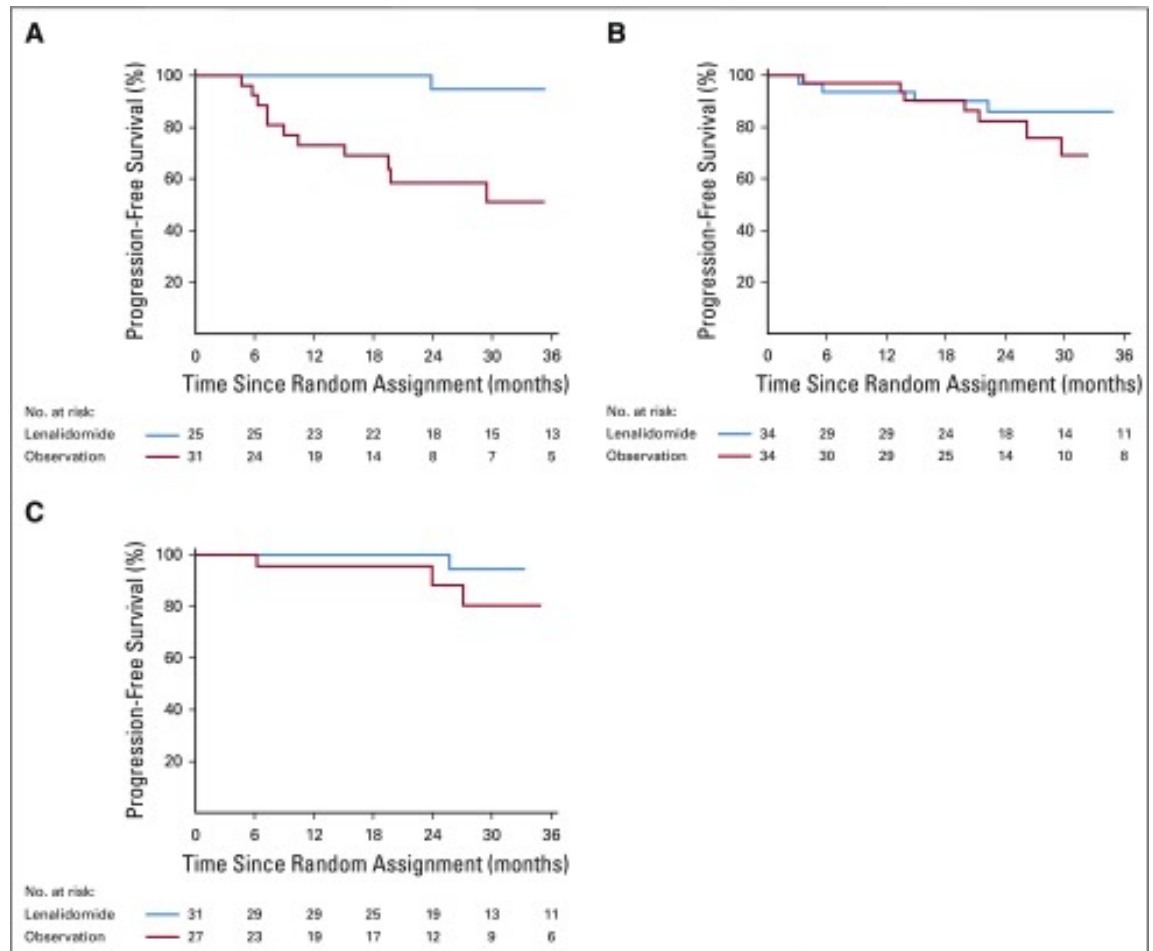 A
Progression-Free Survival (%)
100
80
60
40
20
0 6 12 18 24 30 36
Time Since Random Assignment (months)
No. at risk:
Lenalidomide 25 25 23 22 18 15 13
Observation 31 24 19 14 8 7 5
B
Progression-Free Survival (%)
100
80
60
40
20
0 6 12 18 24 30 36
Time Since Random Assignment (months)
No. at risk:
Lenalidomide 34 29 29 24 18 14 11
Observation 34 30 29 25 14 10 8
C
Progression-Free Survival (%)
100
80
60
40
20
0 6 12 18 24 30 36
Time Since Random Assignment (months)
No. at risk:
Lenalidomide 31 29 29 25 19 13 11
Observation 27 23 19 17 12 9 6